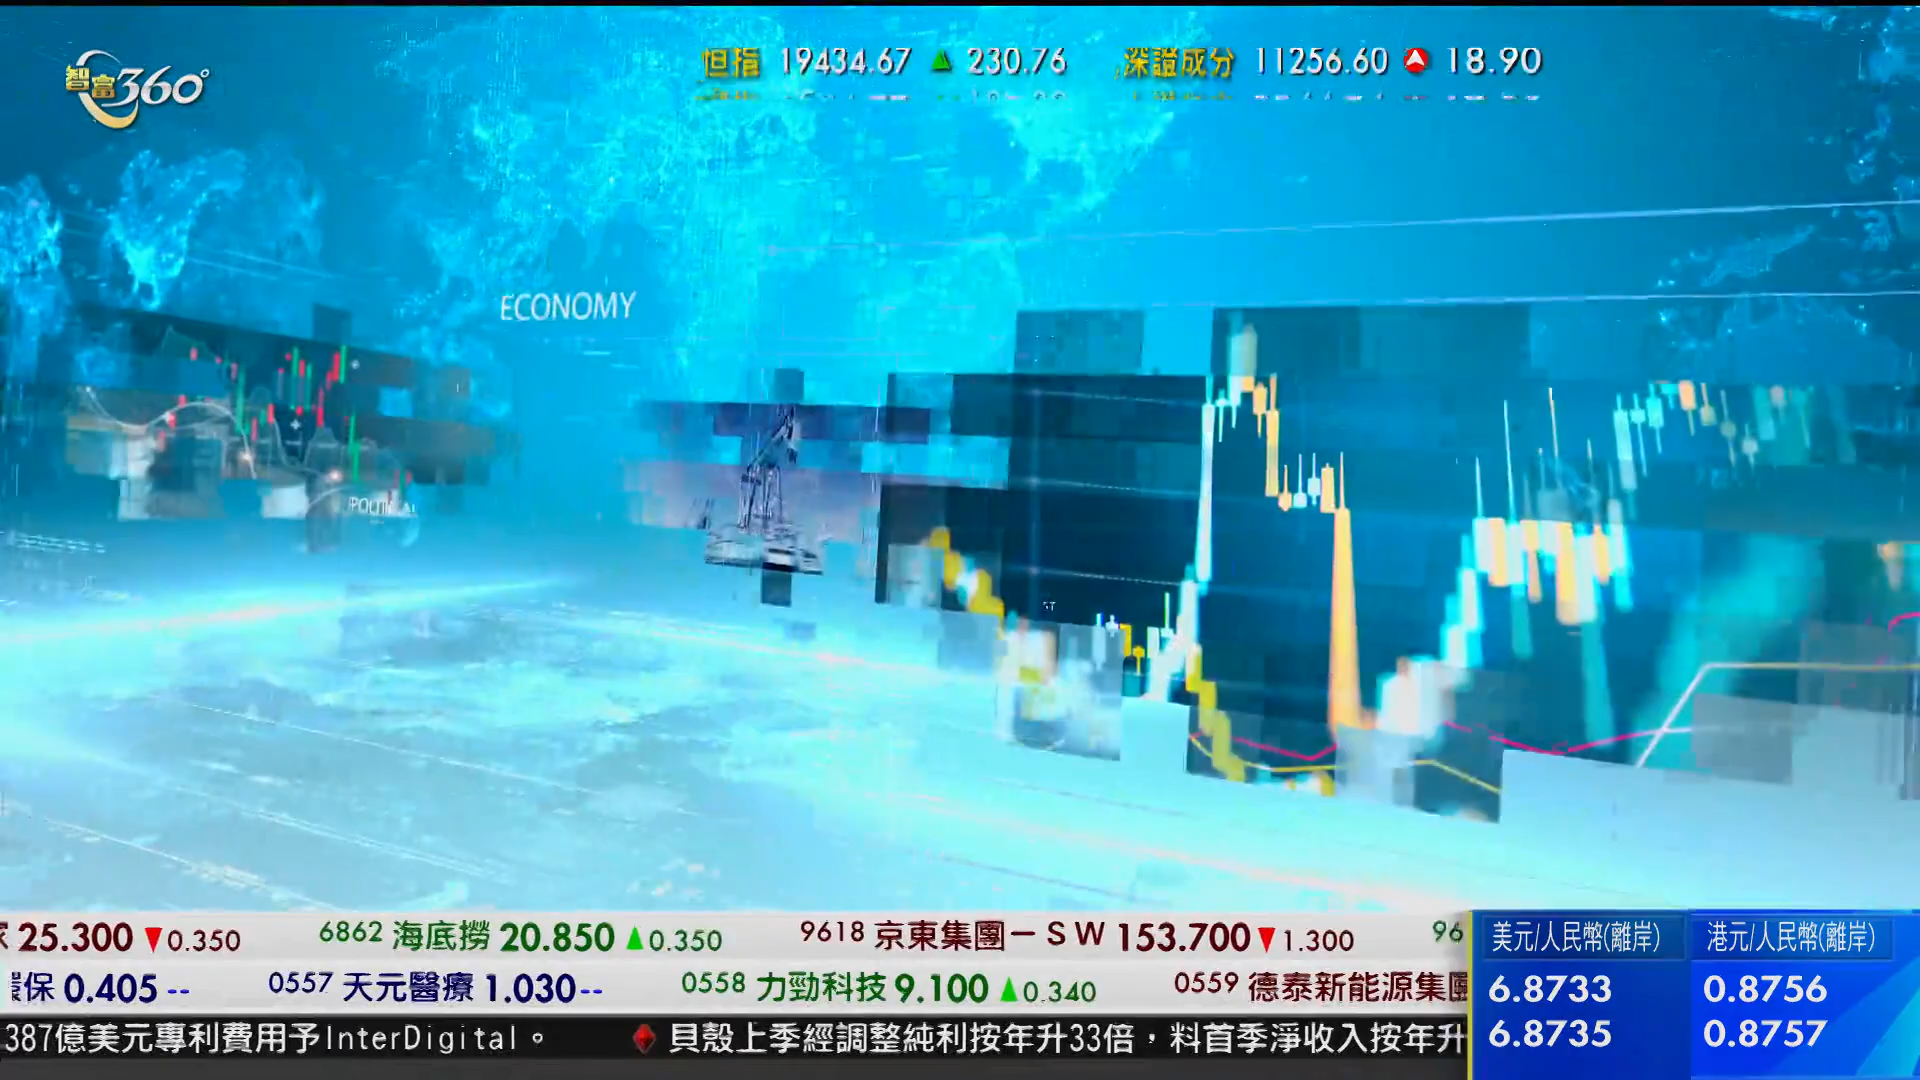 智富360°
恒指 19434.67 ▲ 230.76 深證成分 11256.60 ▲ 18.90
ECONOMY
25.300 ▼0.350 6862 海底撈 20.850 ▲0.350 9618 京東集團－ＳＷ 153.700 ▼1.300 96
環保 0.405 -- 0557 天元醫療 1.030 -- 0558 力勁科技 9.100 ▲0.340 0559 德泰新能源集團
387億美元專利費用予InterDigital。 貝殼上季經調整純利按年升33倍，料首季淨收入按年升
美元/人民幣(離岸) 港元/人民幣(離岸)
6.8733 0.8756
6.8735 0.8757